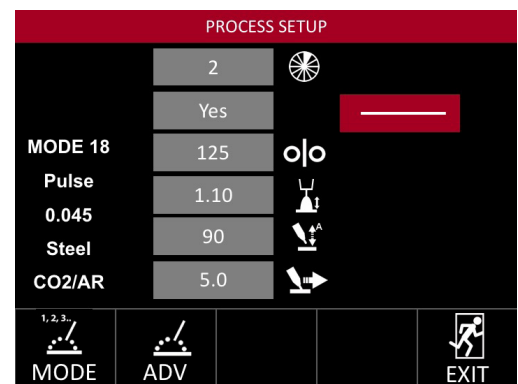 PROCESS SETUP
2
Yes
MODE 18
125
Pulse
1.10
0.045
Steel
90
A
CO2/AR
5.0
1, 2, 3..
MODE
ADV
EXIT